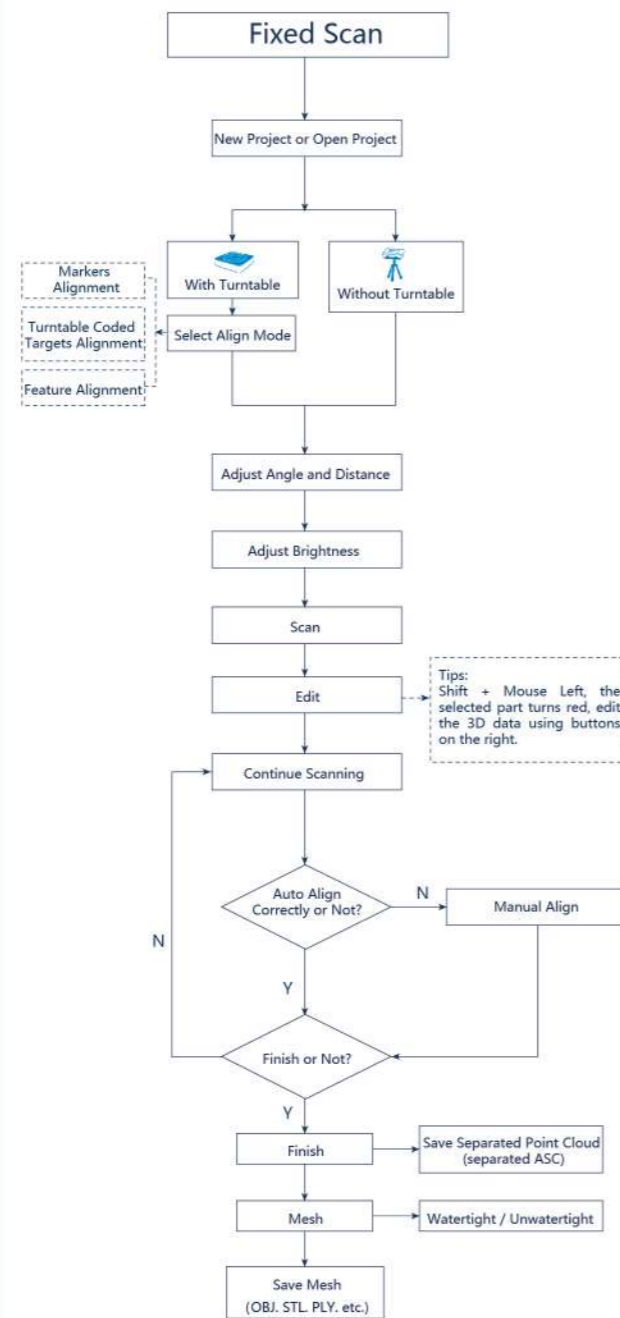 Fixed Scan
New Project or Open Project
With Turntable
Without Turntable
Markers
Alignment
Turntable Coded
Targets Alignment
Feature Alignment
Select Align Mode
Adjust Angle and Distance
Adjust Brightness
Scan
Edit
Tips:
Shift + Mouse Left, the
selected part turns red, edit
the 3D data using buttons
on the right.
Continue Scanning
Auto Align
Correctly or Not?
N
Manual Align
N
Y
Finish or Not?
Y
Finish
Save Separated Point Cloud
(separated ASC)
Mesh
Watertight / Unwatertight
Save Mesh
(OBJ. STL. PLY. etc.)